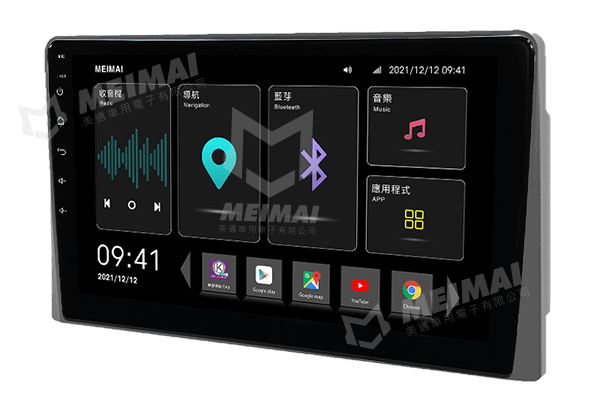 MIC
MEIMAI
2021/12/12 09:41
收音機
Radio
導航
Navigation
藍芽
Bluetooth
音樂
Music
應用程式
APP
09:41
2021/12/12
Google play
Google map
YouTube
Chrome
MEIMAI
美邁車用電子有限公司
MEIMAI
美邁車用電子有限公司
MEIMAI
美邁車用電子有限公司